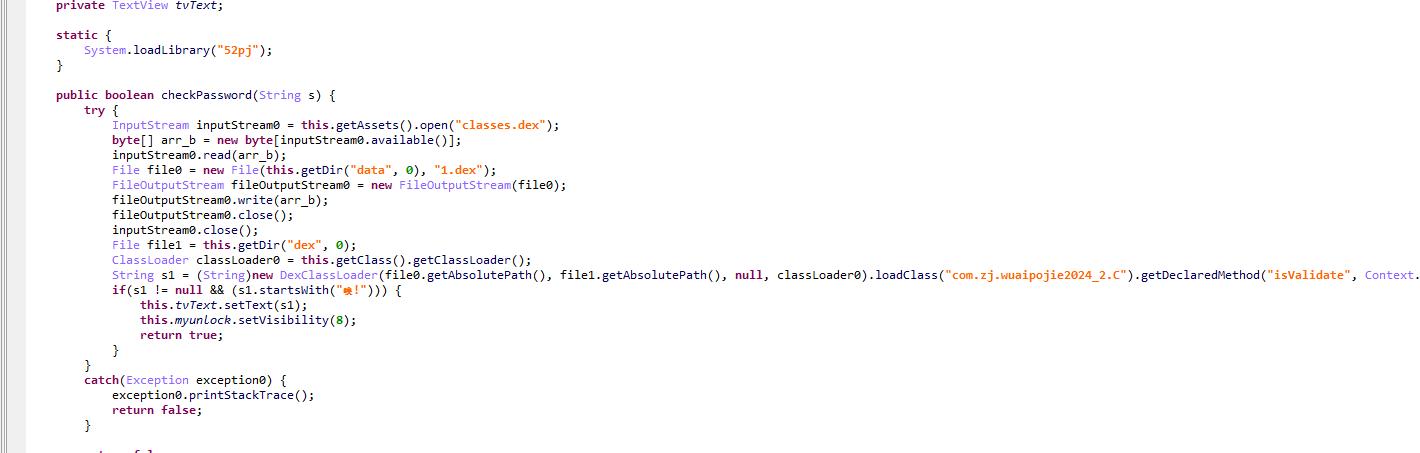 private TextView tvText;
static {
System.loadLibrary("52pj");
}
public boolean checkPassword(String s) {
try {
InputStream inputStream0 = this.getAssets().open("classes.dex");
byte[] arr_b = new byte[inputStream0.available()];
inputStream0.read(arr_b);
File file0 = new File(this.getDir("data", 0), "1.dex");
FileOutputStream fileOutputStream0 = new FileOutputStream(file0);
fileOutputStream0.write(arr_b);
fileOutputStream0.close();
inputStream0.close();
File file1 = this.getDir("dex", 0);
ClassLoader classLoader0 = this.getClass().getClassLoader();
String s1 = (String)new DexClassLoader(file0.getAbsolutePath(), file1.getAbsolutePath(), null, classLoader0).loadClass("com.zj.wuaipojie2024_2.C").getDeclaredMethod("isValidate", Context.
if(s1 != null && (s1.startsWith("!"))) {
this.tvText.setText(s1);
this.myunlock.setVisibility(8);
return true;
}
}
catch(Exception exception0) {
exception0.printStackTrace();
return false;
}